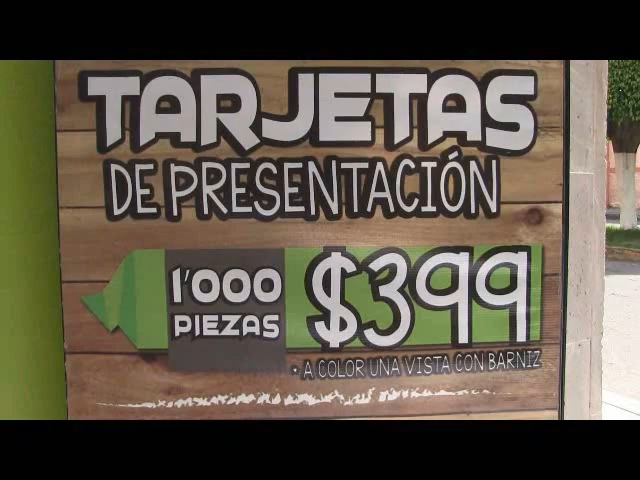 TARJETAS
DE PRESENTACIÓN
1'000
PIEZAS
$399
• A COLOR UNA VISTA CON BARNIZ